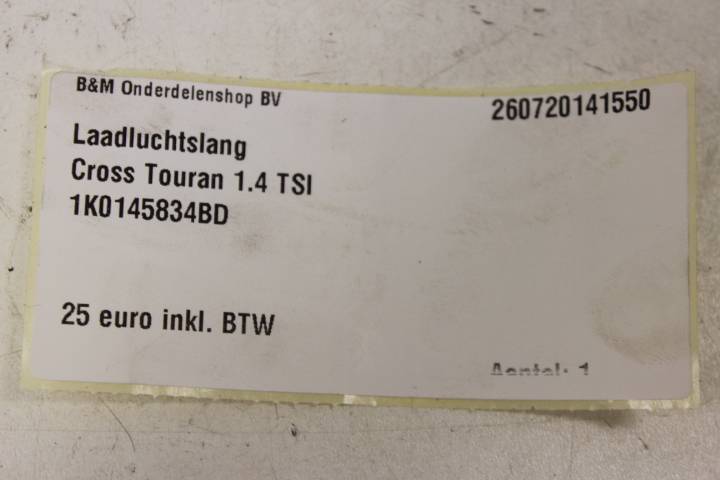 B&M Onderdelenshop BV
260720141550
Laadluchtslang
Cross Touran 1.4 TSI
1K0145834BD
25 euro inkl. BTW
Aantal: 1